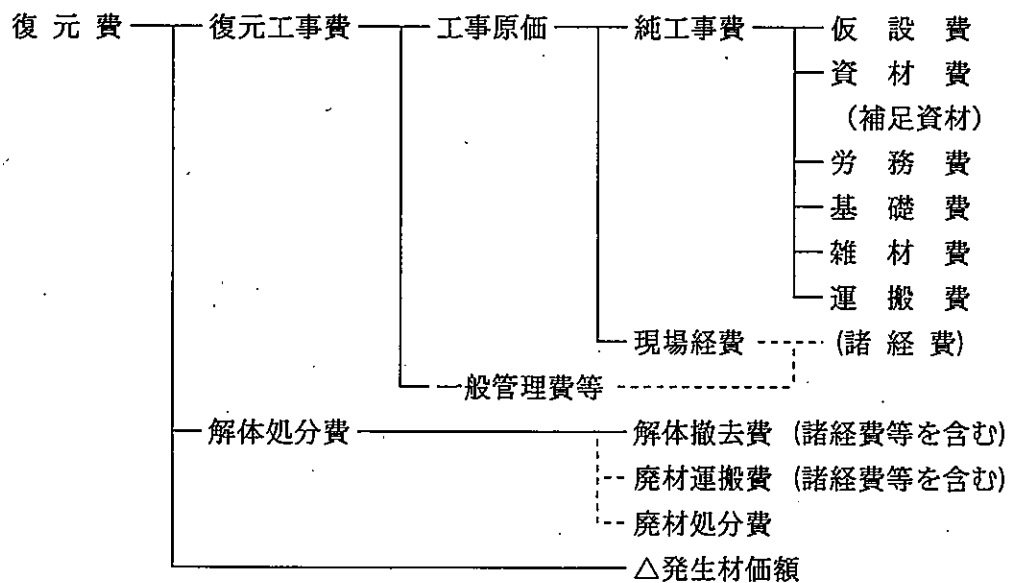 復元費 復元工事費 工事原価 純工事費 仮設費
資材費
(補足資材)
労務費
基礎費
雑材費
運搬費
現場経費 (諸経費)
一般管理費等
解体処分費 解体撤去費 (諸経費等を含む)
廃材運搬費 (諸経費等を含む)
廃材処分費
△発生材価額